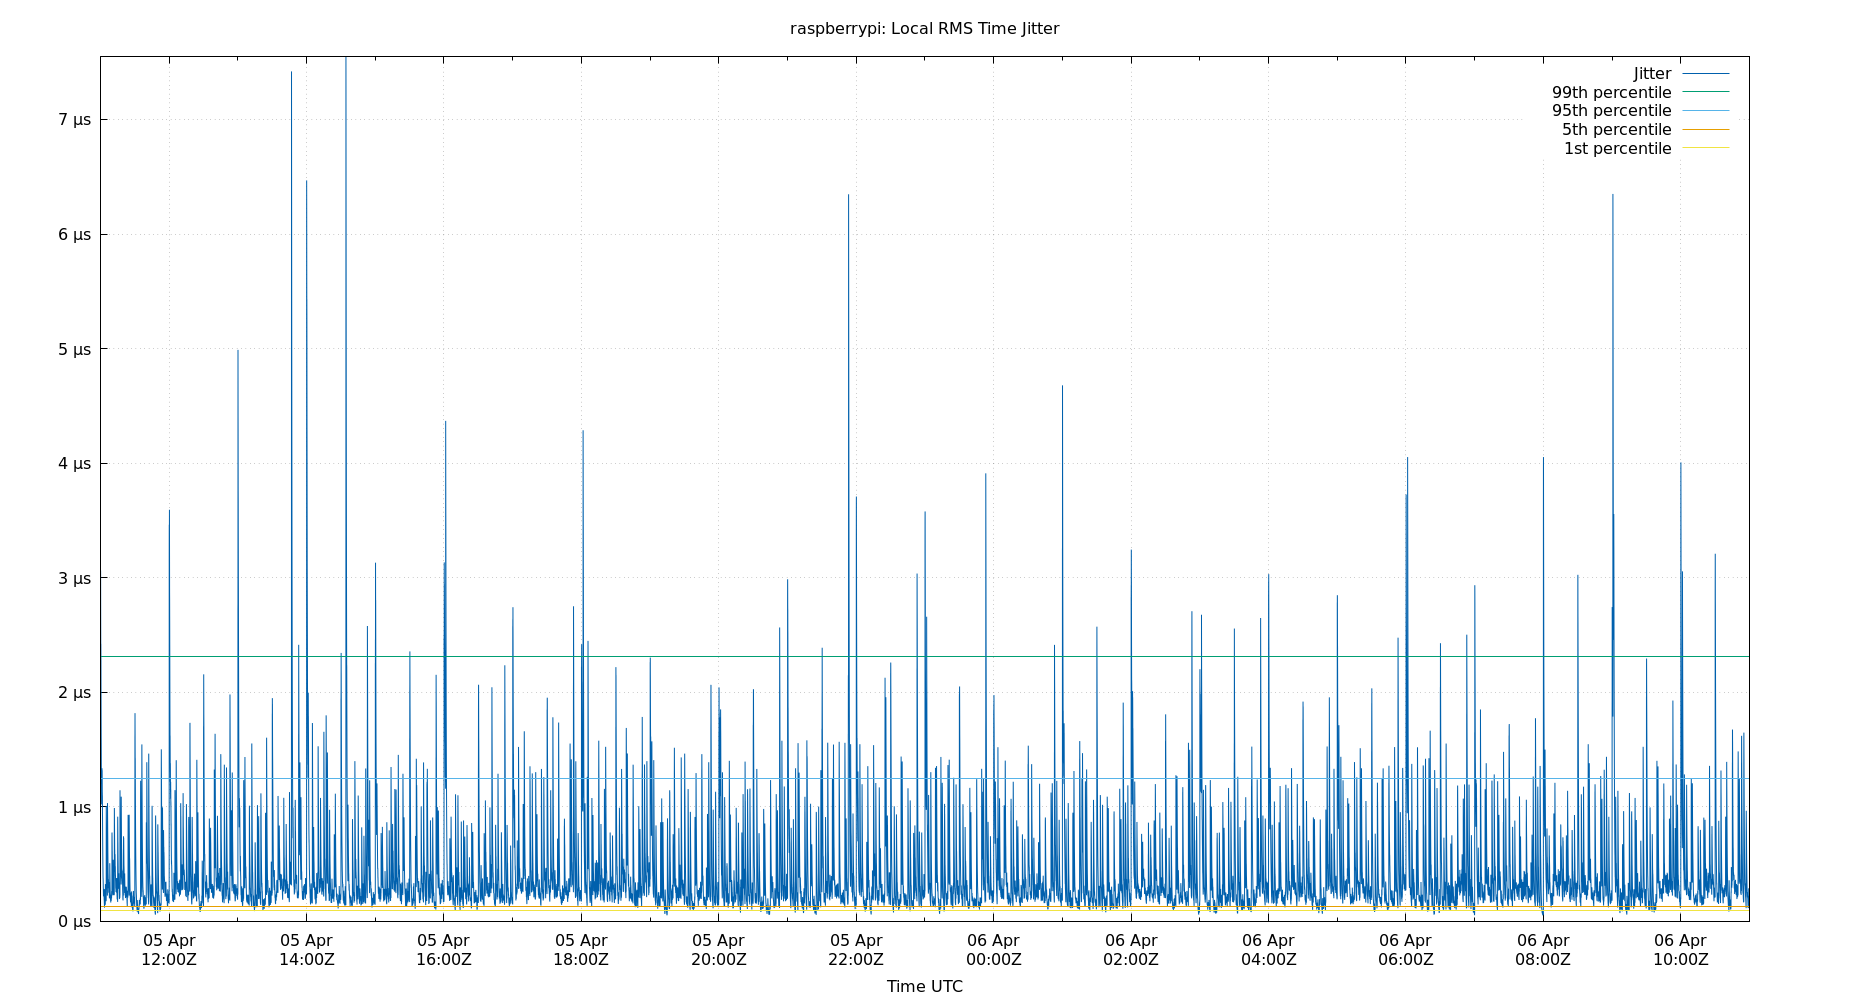 raspberrypi: Local RMS Time Jitter
Jitter
99th percentile
95th percentile
5th percentile
1st percentile
7 µs
6 µs
5 µs
4 µs
3 µs
2 µs
1 µs
0 µs
05 Apr 05 Apr 05 Apr 05 Apr 05 Apr 05 Apr 06 Apr 06 Apr 06 Apr 06 Apr 06 Apr 06 Apr
12:00Z 14:00Z 16:00Z 18:00Z 20:00Z 22:00Z 00:00Z 02:00Z 04:00Z 06:00Z 08:00Z 10:00Z
Time UTC